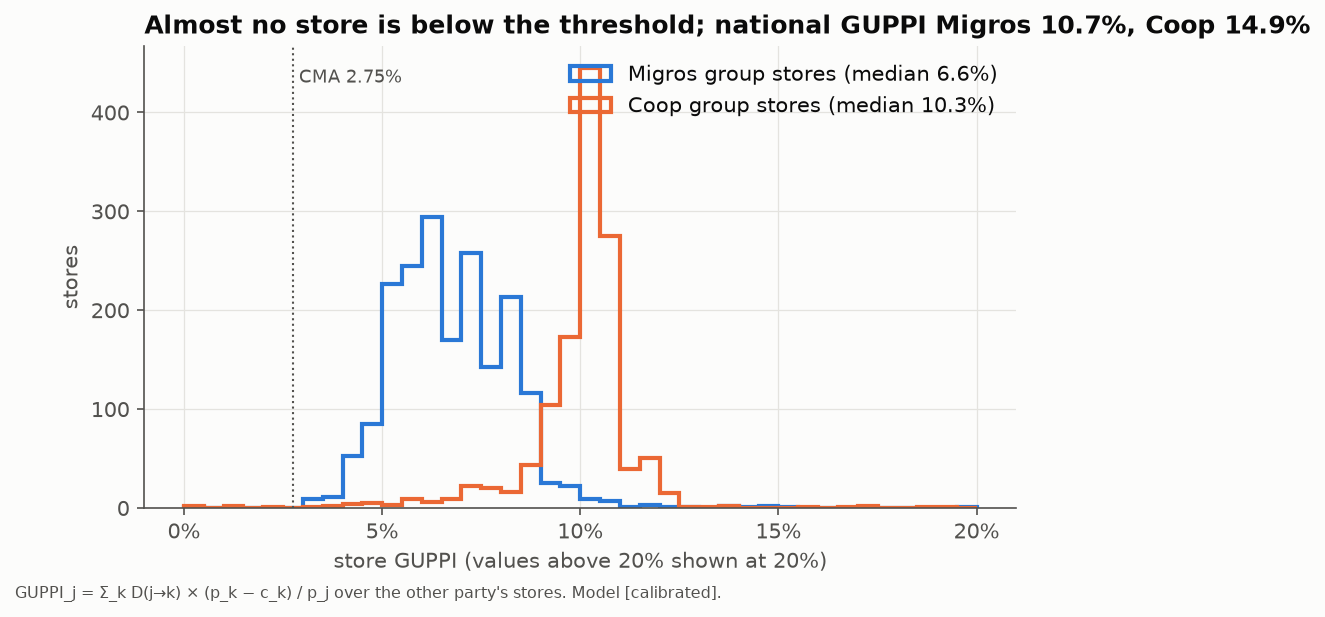 Almost no store is below the threshold; national GUPPI Migros 10.7%, Coop 14.9%
CMA 2.75%
Migros group stores (median 6.6%)
Coop group stores (median 10.3%)
stores
400
300
200
100
0
0%
5%
10%
15%
20%
store GUPPI (values above 20% shown at 20%)
GUPPI_j = Σ_k D(j→k) × (p_k − c_k) / p_j over the other party's stores. Model [calibrated].